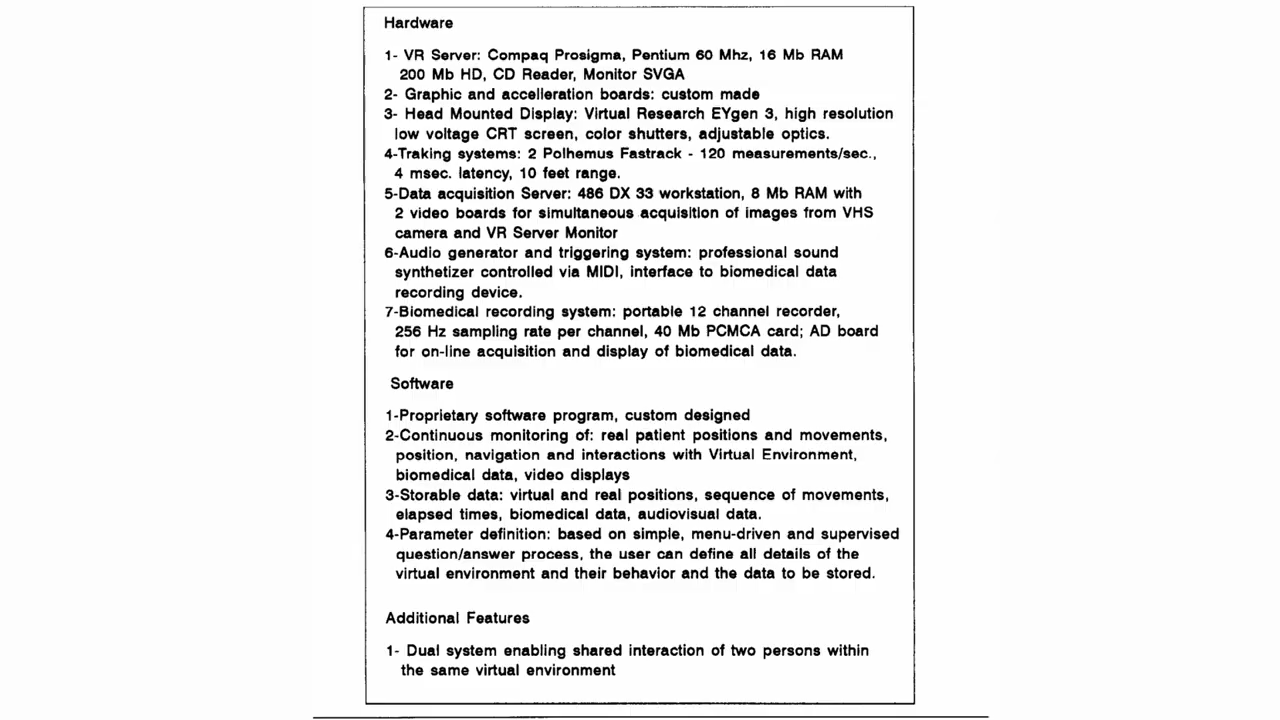 Hardware
1- VR Server: Compaq Prosigma, Pentium 60 Mhz, 16 Mb RAM
200 Mb HD, CD Reader, Monitor SVGA
2- Graphic and accelleration boards: custom made
3- Head Mounted Display: Virtual Research EYgen 3, high resolution
low voltage CRT screen, color shutters, adjustable optics.
4-Traking systems: 2 Polhemus Fastrack - 120 measurements/sec.,
4 msec. latency, 10 feet range.
5-Data acquisition Server: 486 DX 33 workstation, 8 Mb RAM with
2 video boards for simultaneous acquisition of images from VHS
camera and VR Server Monitor
6-Audio generator and triggering system: professional sound
synthetizer controlled via MIDI, interface to biomedical data
recording device.
7-Biomedical recording system: portable 12 channel recorder,
256 Hz sampling rate per channel, 40 Mb PCMCA card; AD board
for on-line acquisition and display of biomedical data.
Software
1-Proprietary software program, custom designed
2-Continuous monitoring of: real patient positions and movements,
position, navigation and interactions with Virtual Environment,
biomedical data, video displays
3-Storable data: virtual and real positions, sequence of movements,
elapsed times, biomedical data, audiovisual data.
4-Parameter definition: based on simple, menu-driven and supervised
question/answer process, the user can define all details of the
virtual environment and their behavior and the data to be stored.
Additional Features
1- Dual system enabling shared interaction of two persons within
the same virtual environment